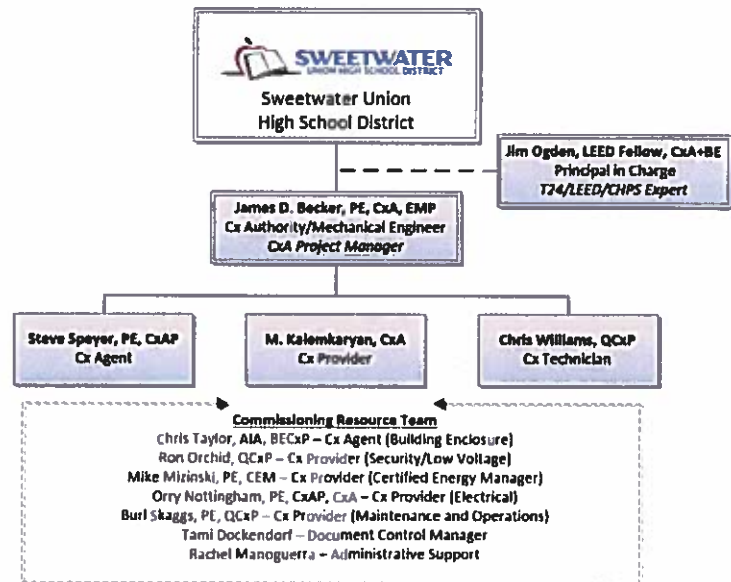 SWEETWATER
UNION HIGH SCHOOL DISTRICT
Sweetwater Union
High School District
Jim Ogden, LEED Fellow, CxA+BE
Principal in Charge
T24/LEED/CHPS Expert
James D. Becker, PE, CxA, EMP
Cx Authority/Mechanical Engineer
CxA Project Manager
Steve Speyer, PE, CxAP
Cx Agent
M. Kalemkaryan, CxA
Cx Provider
Chris Williams, QCxP
Cx Technician
Commissioning Resource Team
Chris Taylor, AIA, BECxP – Cx Agent (Building Enclosure)
Ron Orchid, QCxP – Cx Provider (Security/Low Voltage)
Mike Mizinski, PE, CEM – Cx Provider (Certified Energy Manager)
Orry Nottingham, PE, CxAP, CxA – Cx Provider (Electrical)
Burl Skaggs, PE, QCxP – Cx Provider (Maintenance and Operations)
Tami Dockendorf – Document Control Manager
Rachel Manoguerra – Administrative Support